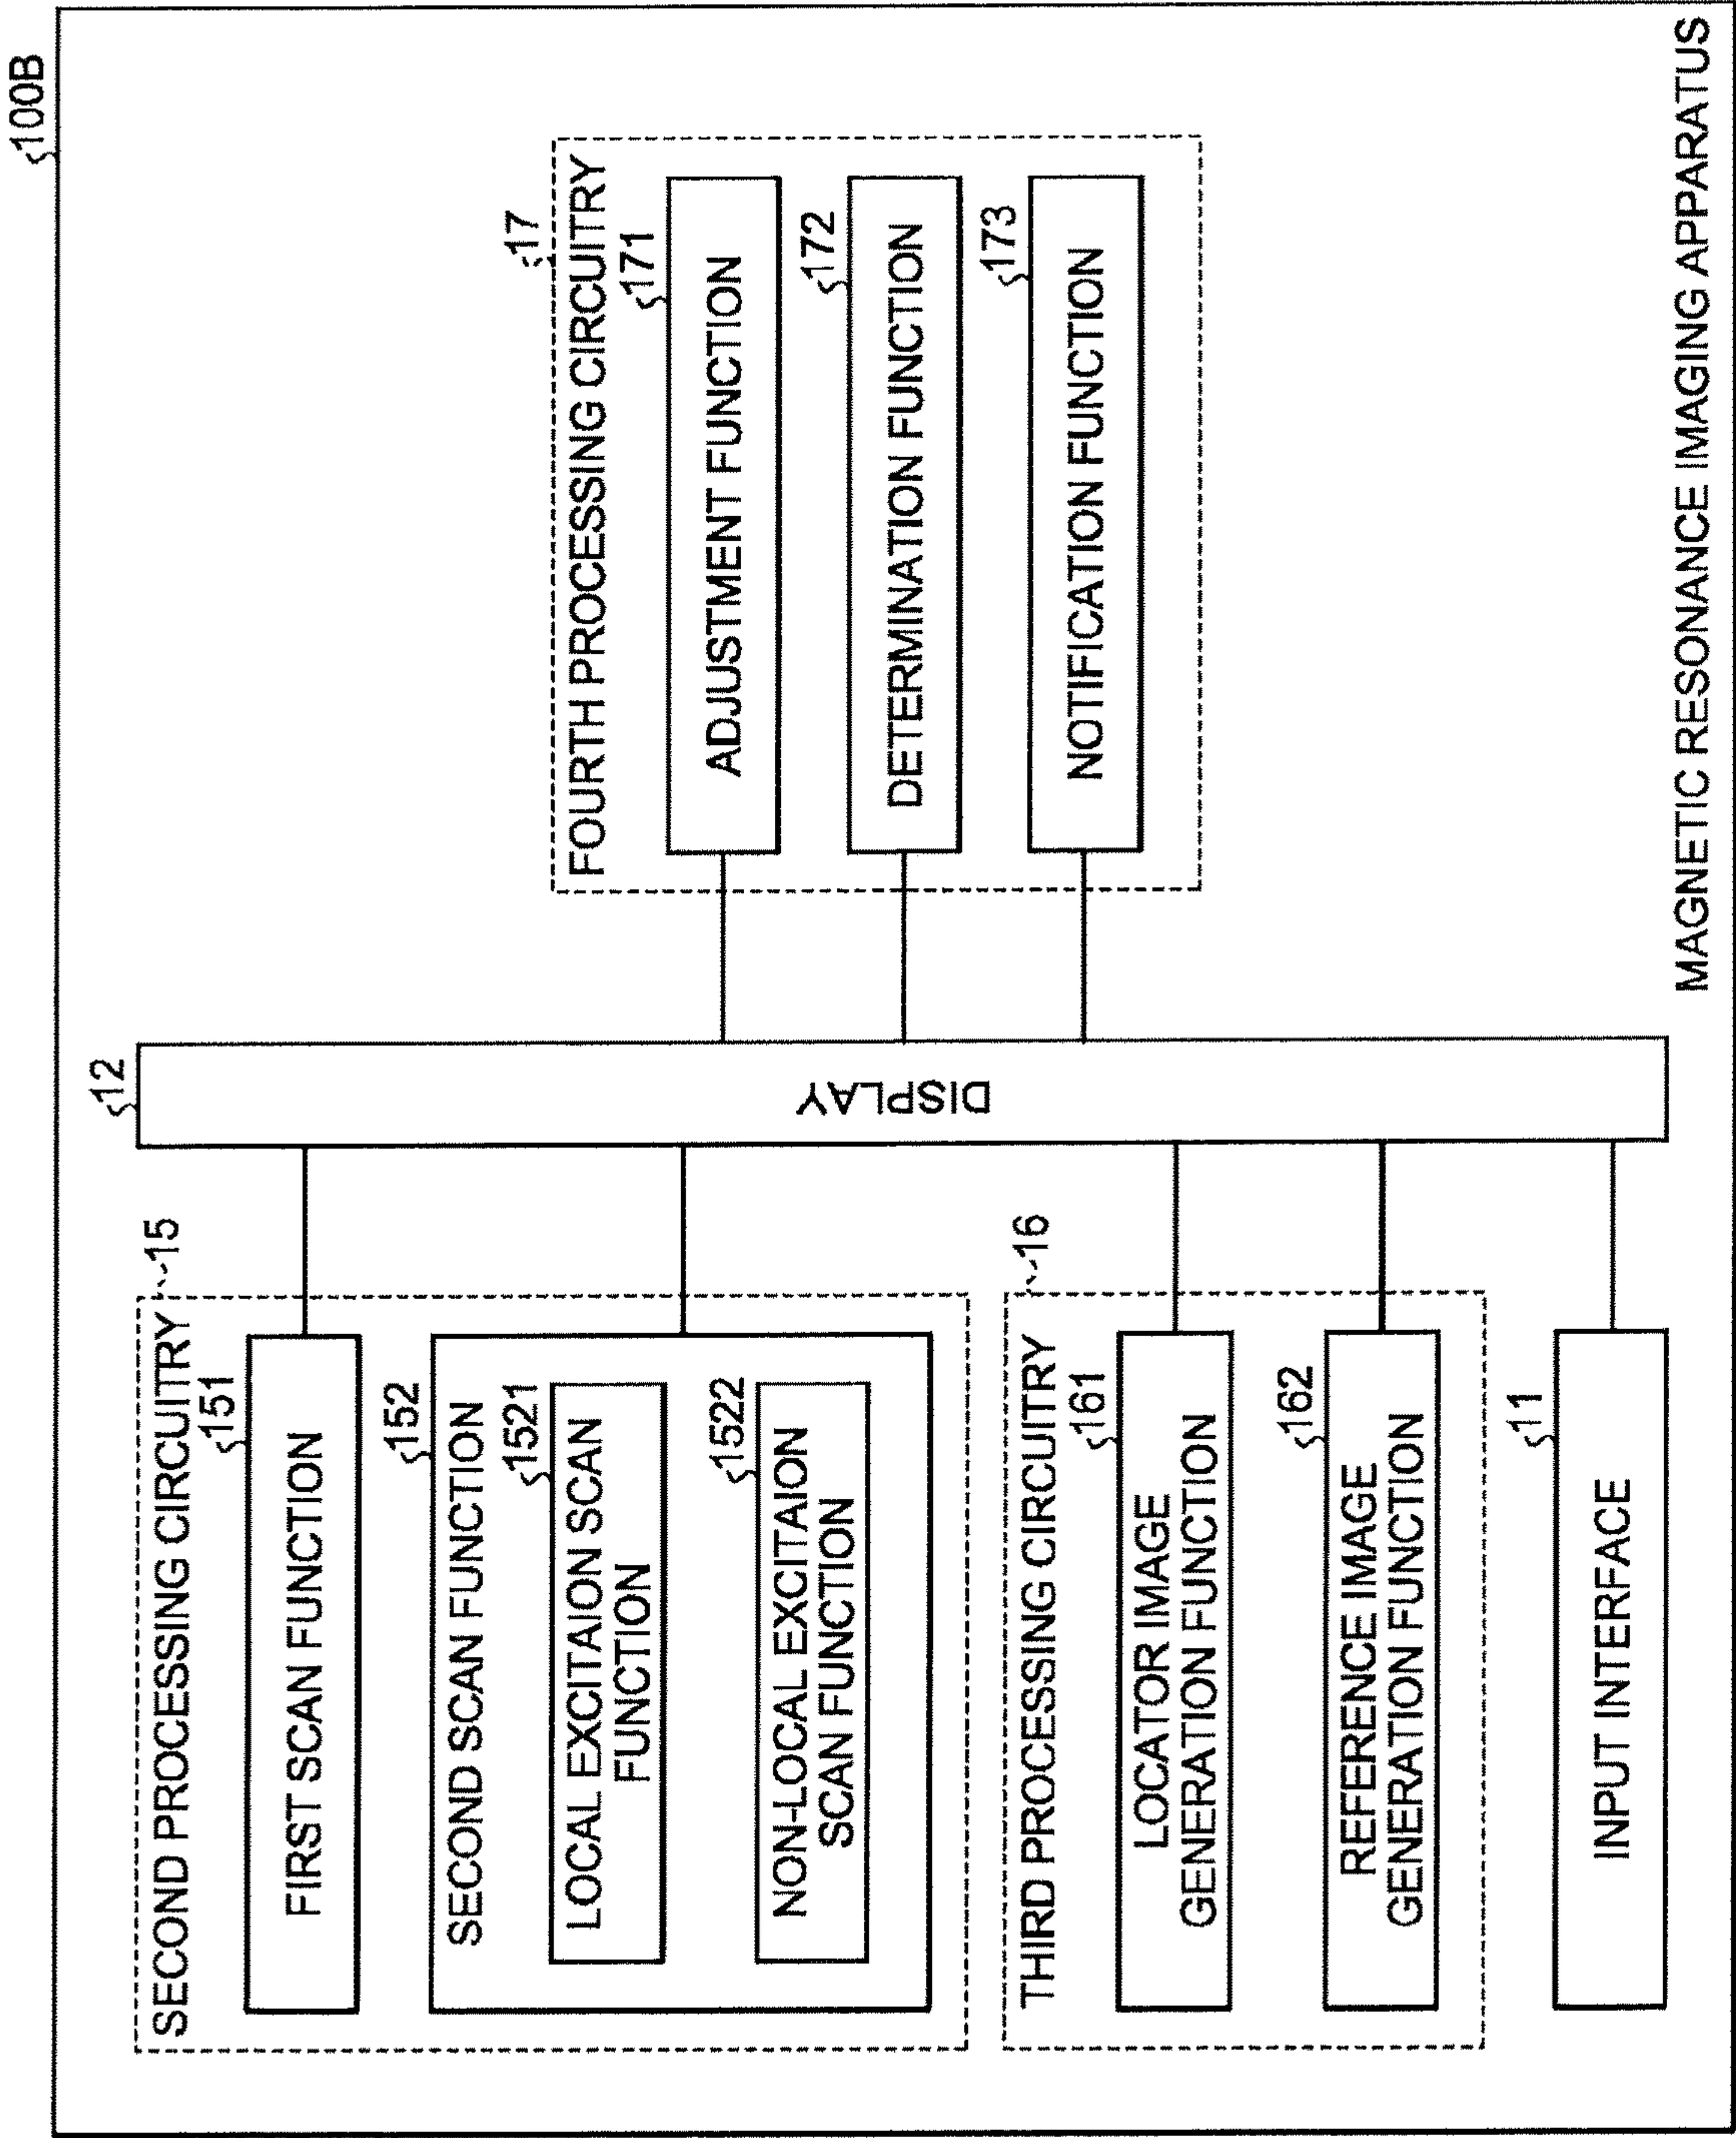 100B
SECOND PROCESSING CIRCUITRY
15
151
FIRST SCAN FUNCTION
152
SECOND SCAN FUNCTION
1521
LOCAL EXCITAION SCAN
FUNCTION
1522
NON-LOCAL EXCITAION
SCAN FUNCTION
THIRD PROCESSING CIRCUITRY
16
161
LOCATOR IMAGE
GENERATION FUNCTION
162
REFERENCE IMAGE
GENERATION FUNCTION
11
INPUT INTERFACE
12
DISPLAY
17
FOURTH PROCESSING CIRCUITRY
171
ADJUSTMENT FUNCTION
172
DETERMINATION FUNCTION
173
NOTIFICATION FUNCTION
MAGNETIC RESONANCE IMAGING APPARATUS